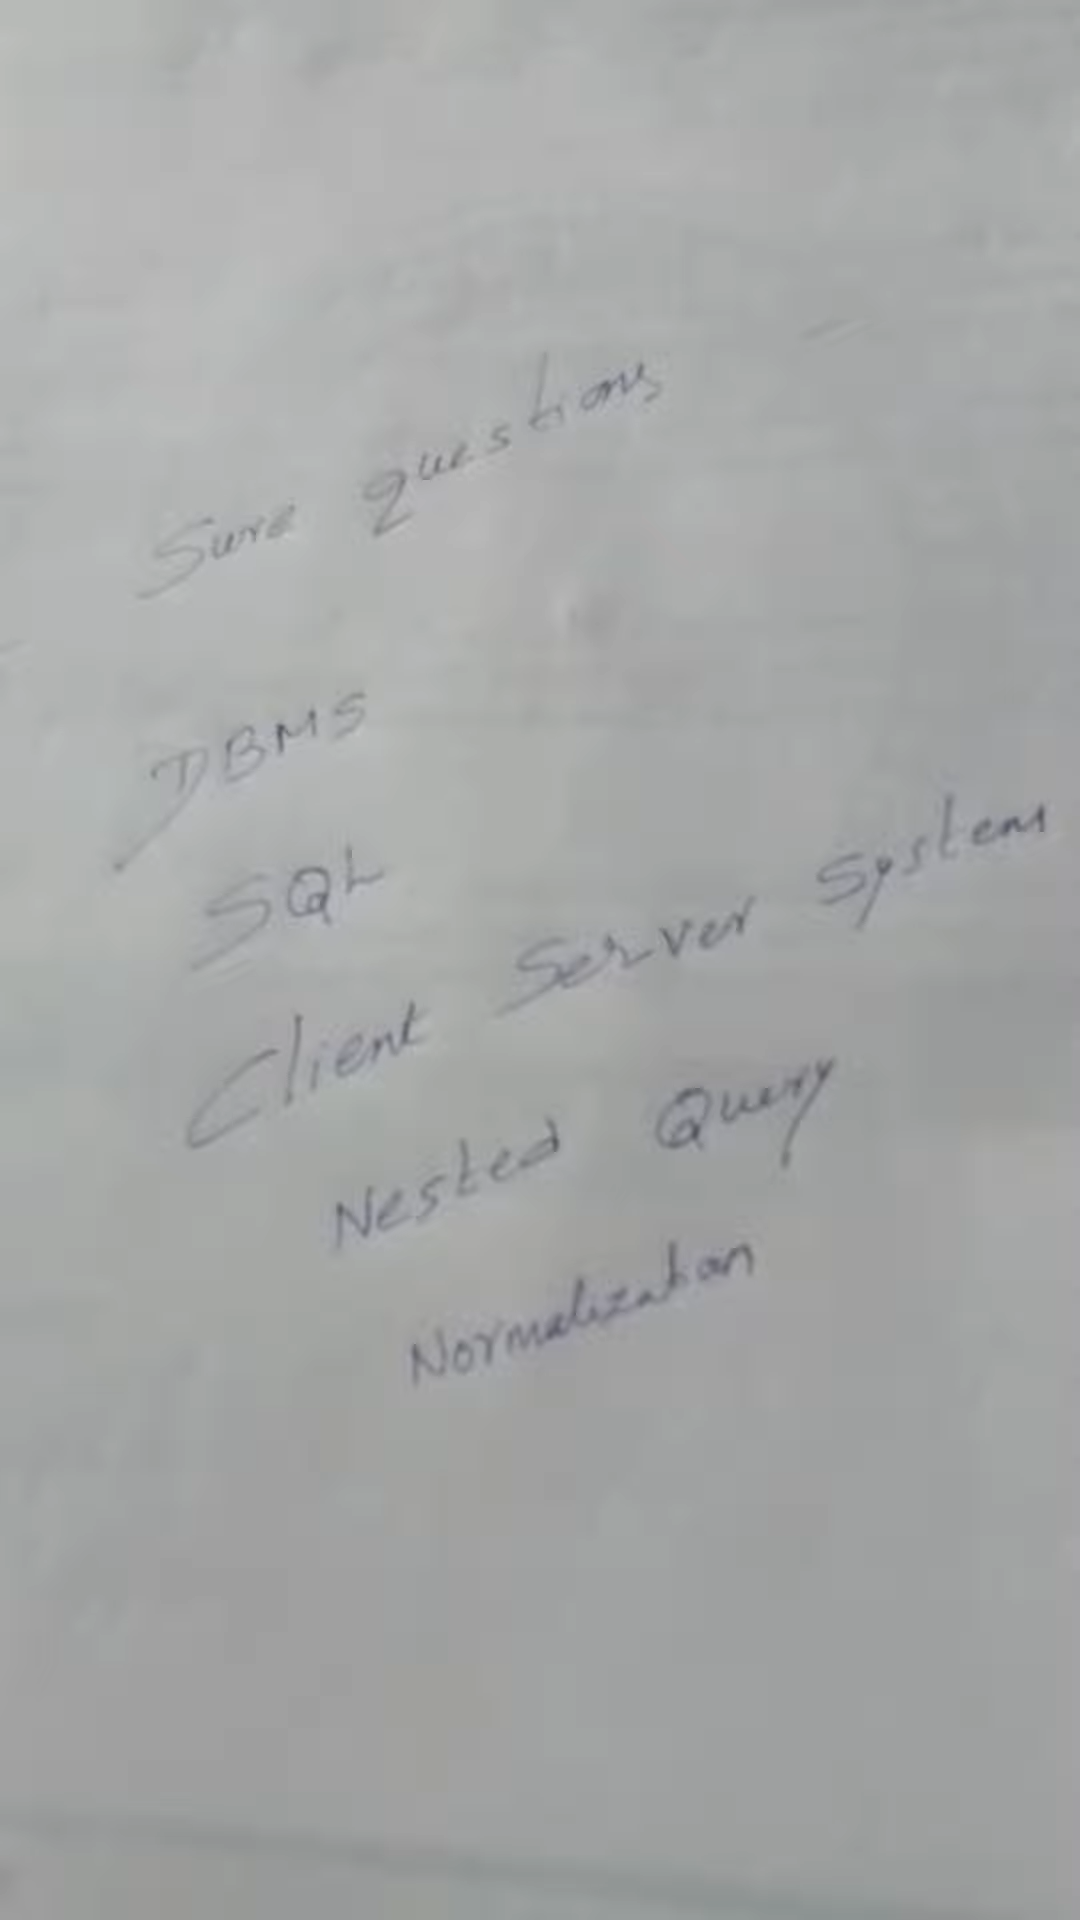 Sure questions
DBMS
SQL
Client Server System
Nested Query
Normalization